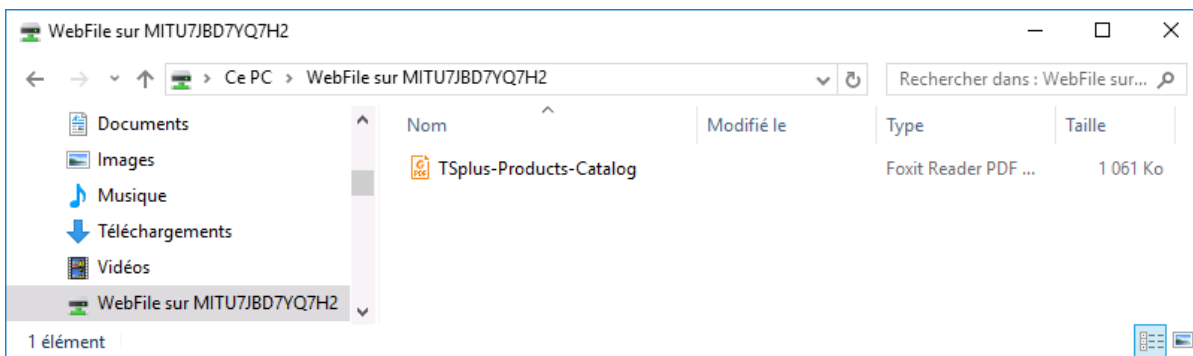 WebFile sur MITU7JBD7YQ7H2
Ce PC > WebFile sur MITU7JBD7YQ7H2
Rechercher dans : WebFile sur...
Documents
Images
Musique
Téléchargements
Vidéos
WebFile sur MITU7JBD7YQ7H2
Nom Modifié le Type Taille
TSplus-Products-Catalog Foxit Reader PDF ... 1 061 Ko
1 élément